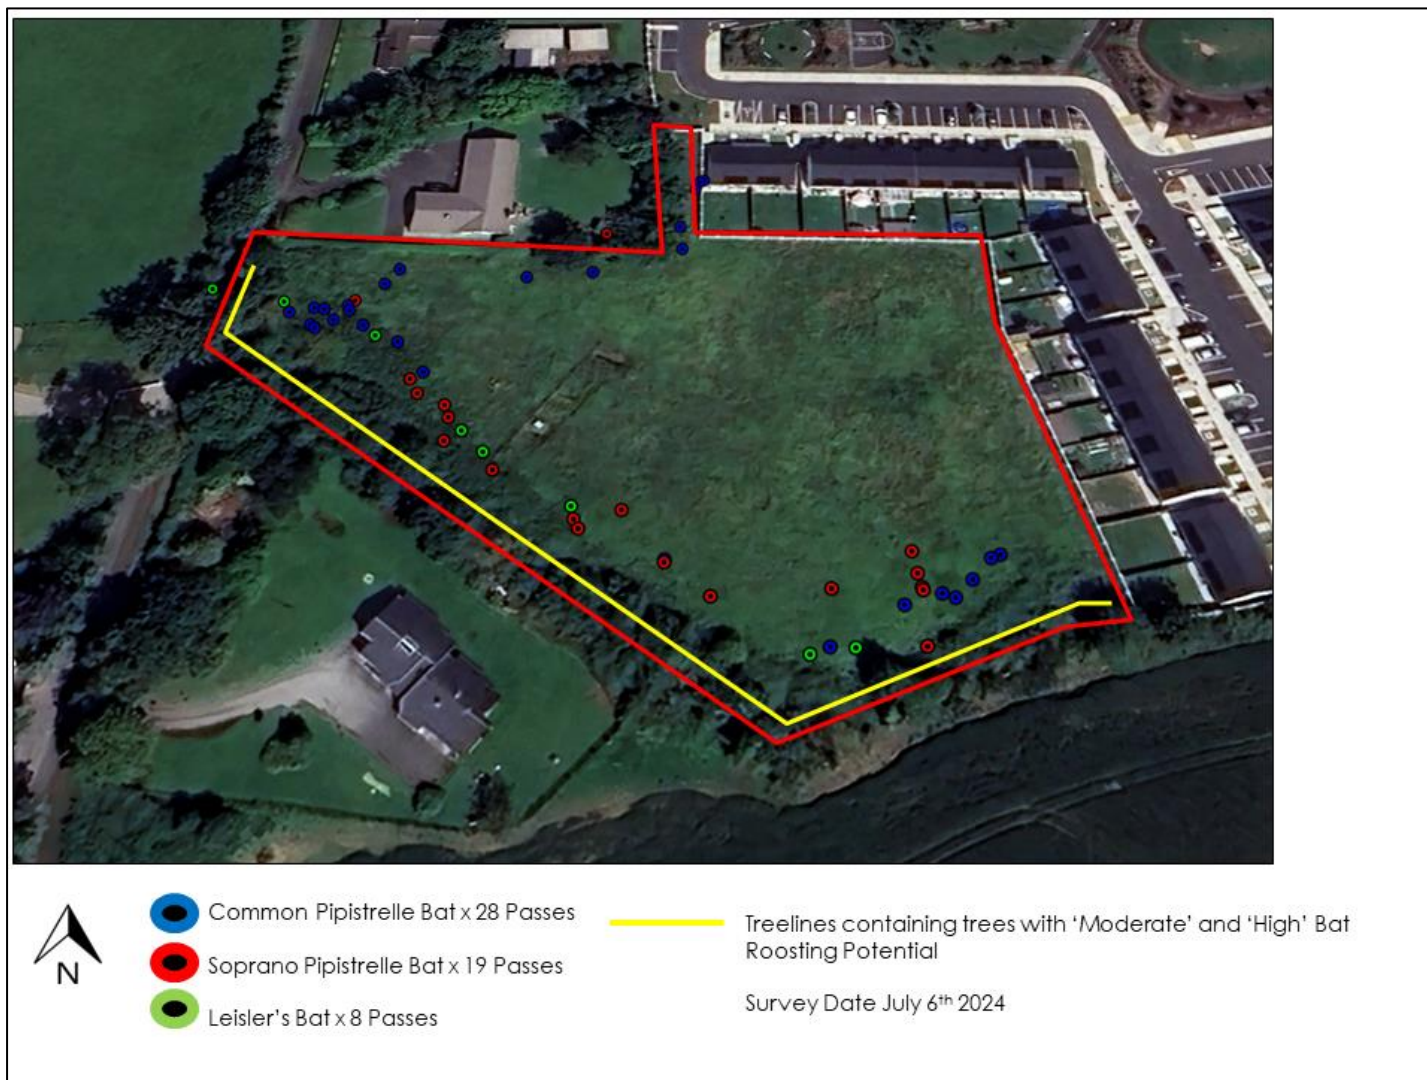 Common Pipistrelle Bat x 28 Passes
Soprano Pipistrelle Bat x 19 Passes
Leisler's Bat x 8 Passes
N
Treelines containing trees with 'Moderate' and 'High' Bat
Roosting Potential
Survey Date July 6th 2024